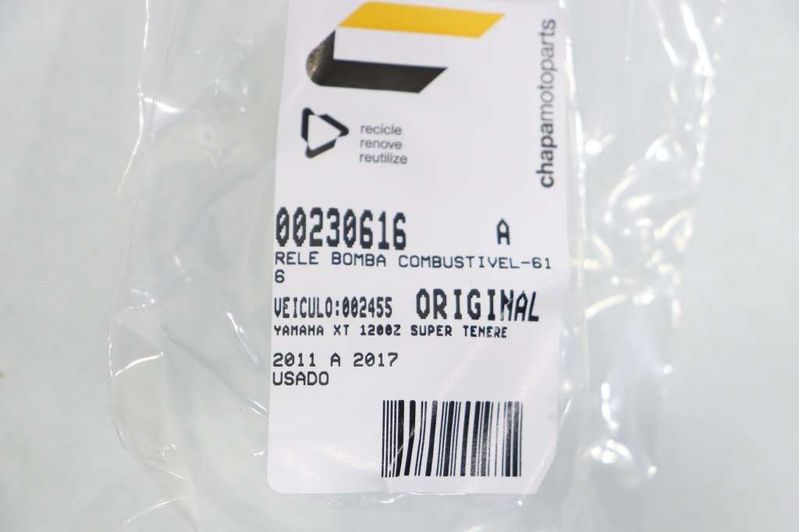 chapamotoparts
recicle
renove
reutilize
00230616 A
RELE BOMBA COMBUSTIVEL-61
6
VEICULO:002455 ORIGINAL
YAMAHA XT 1200Z SUPER TENERE
2011 A 2017
USADO